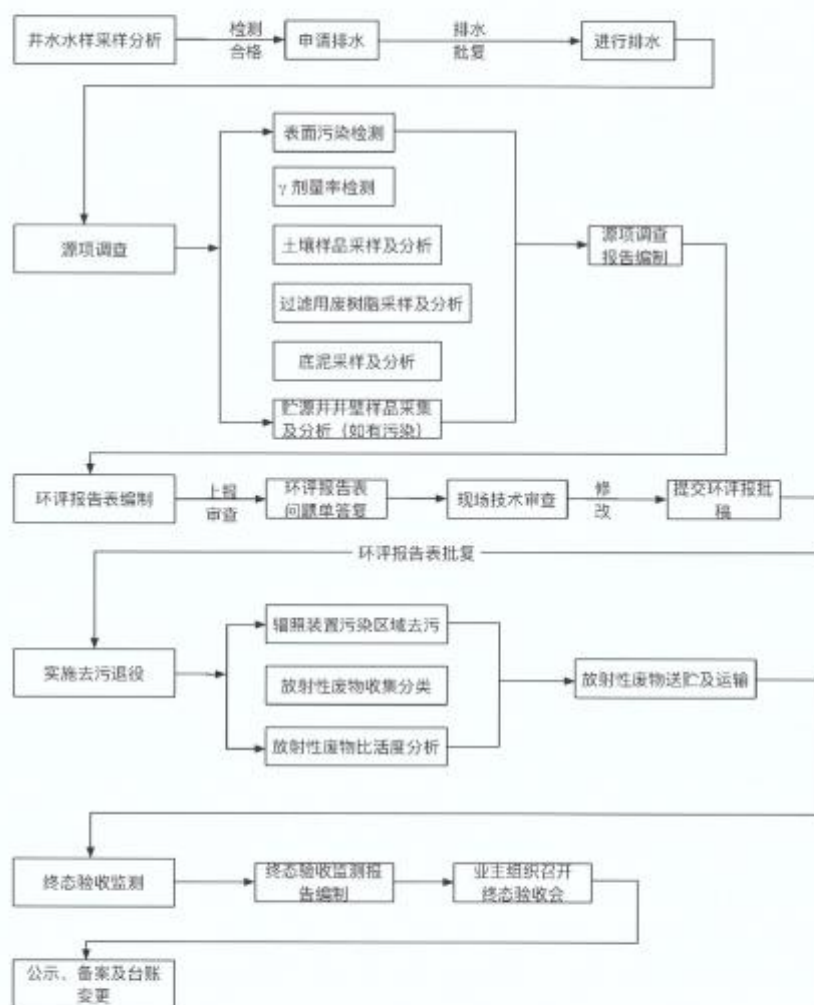 井水水样采样分析
检测
合格
申请排水
排水
批复
进行排水
表面污染检测
γ剂量率检测
源项调查
土壤样品采样及分析
过滤用废树脂采样及分析
底泥采样及分析
贮源井井壁样品采集
及分析（如有污染）
源项调查
报告编制
环评报告表编制
上报
审查
环评报告表
问题单答复
现场技术审查
修
改
提交环评报批
稿
环评报告表批复
实施去污退役
辐照装置污染区域去污
放射性废物收集分类
放射性废物比活度分析
放射性废物送贮及运输
终态验收监测
终态验收监测报
告编制
业主组织召开
终态验收会
公示、备案及台账
变更